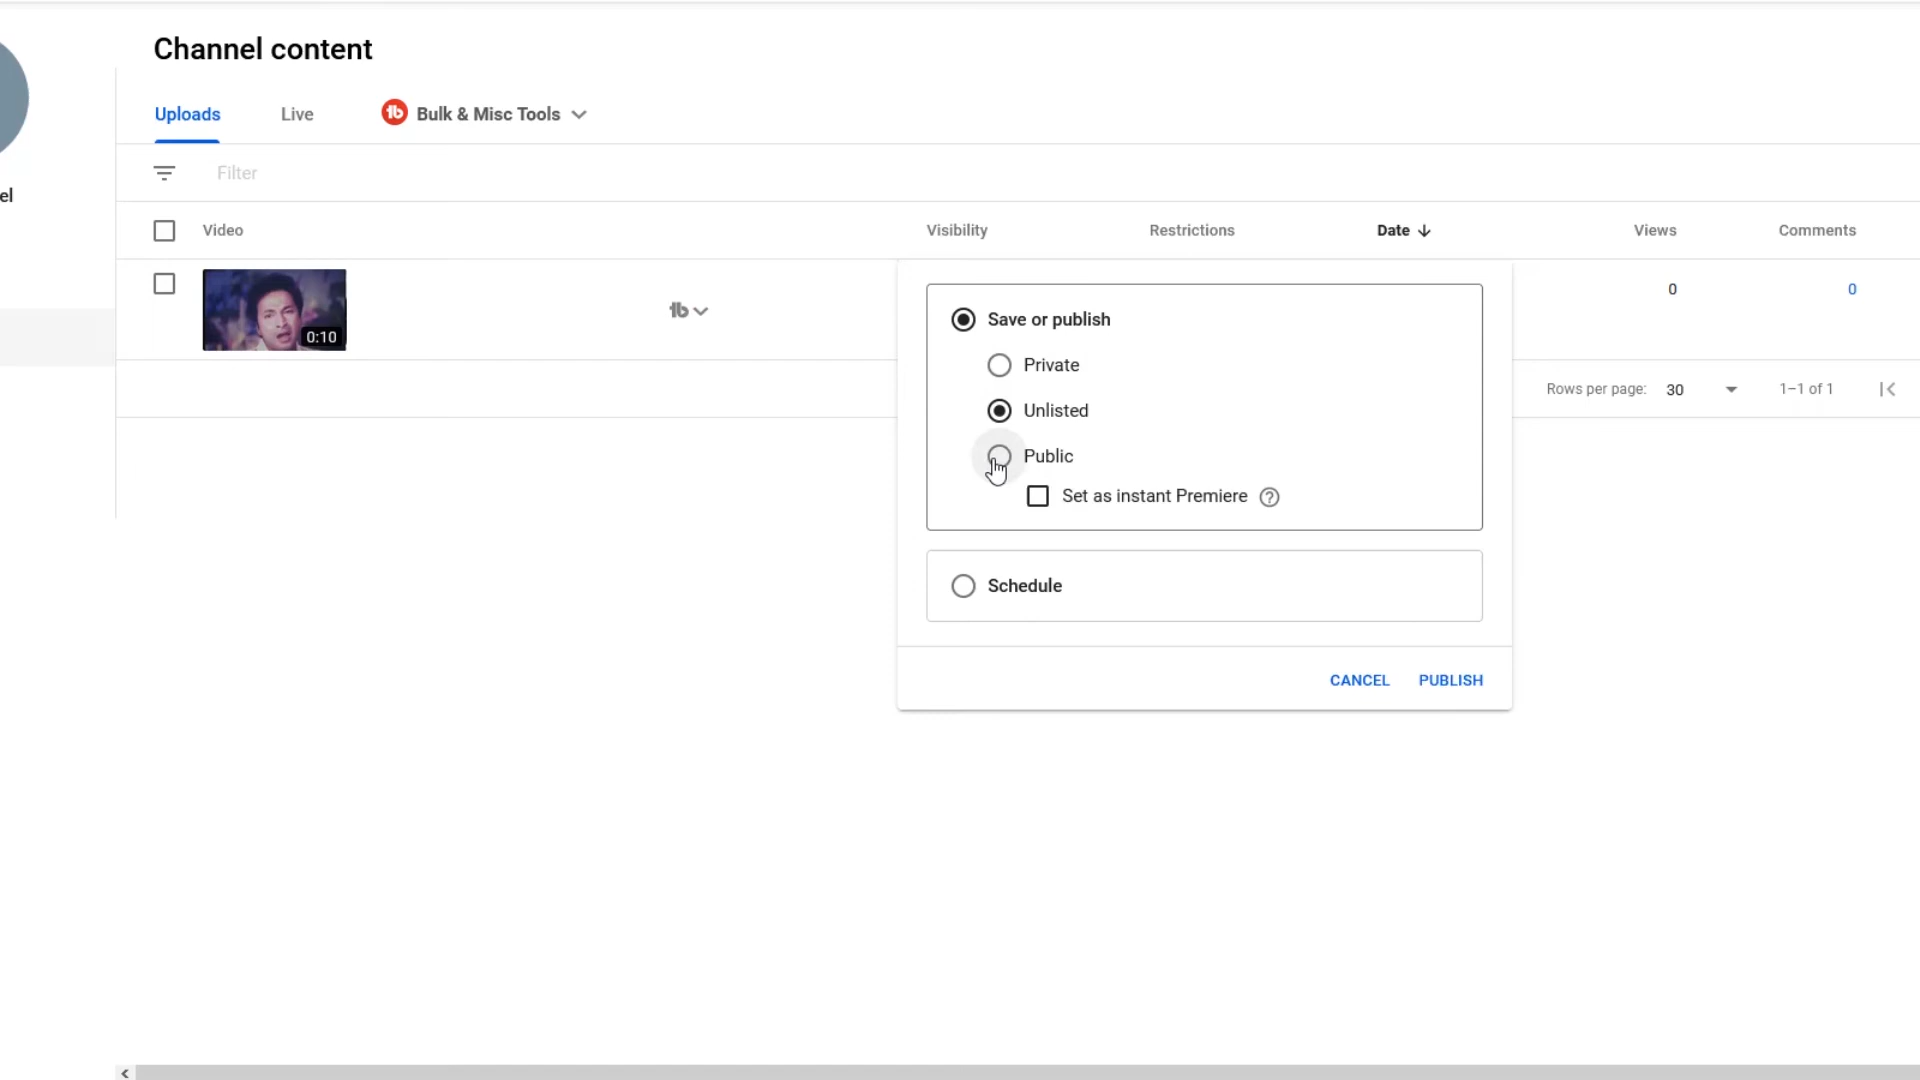 Channel content
Uploads Live Bulk & Misc Tools
Filter
el
Video Visibility Restrictions Date Views Comments
0:10
0 0
Save or publish
Private
Unlisted
Public
Set as instant Premiere
Schedule
CANCEL PUBLISH
Rows per page: 30 1–1 of 1